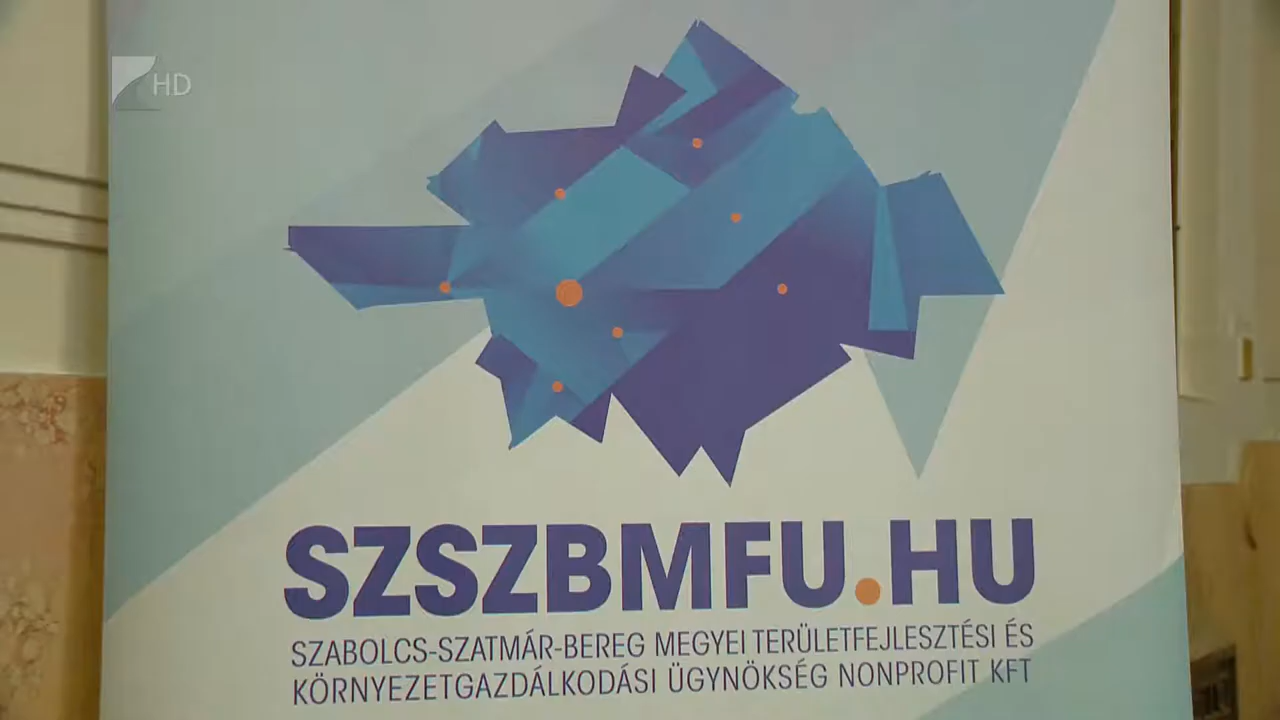 HD
SZSZBMFU.HU
SZABOLCS-SZATMÁR-BEREG MEGYEI TERÜLETFEJLESZTÉSI ÉS
KÖRNYEZETGAZDÁLKODÁSI ÜGYNÖKSÉG NONPROFIT KFT